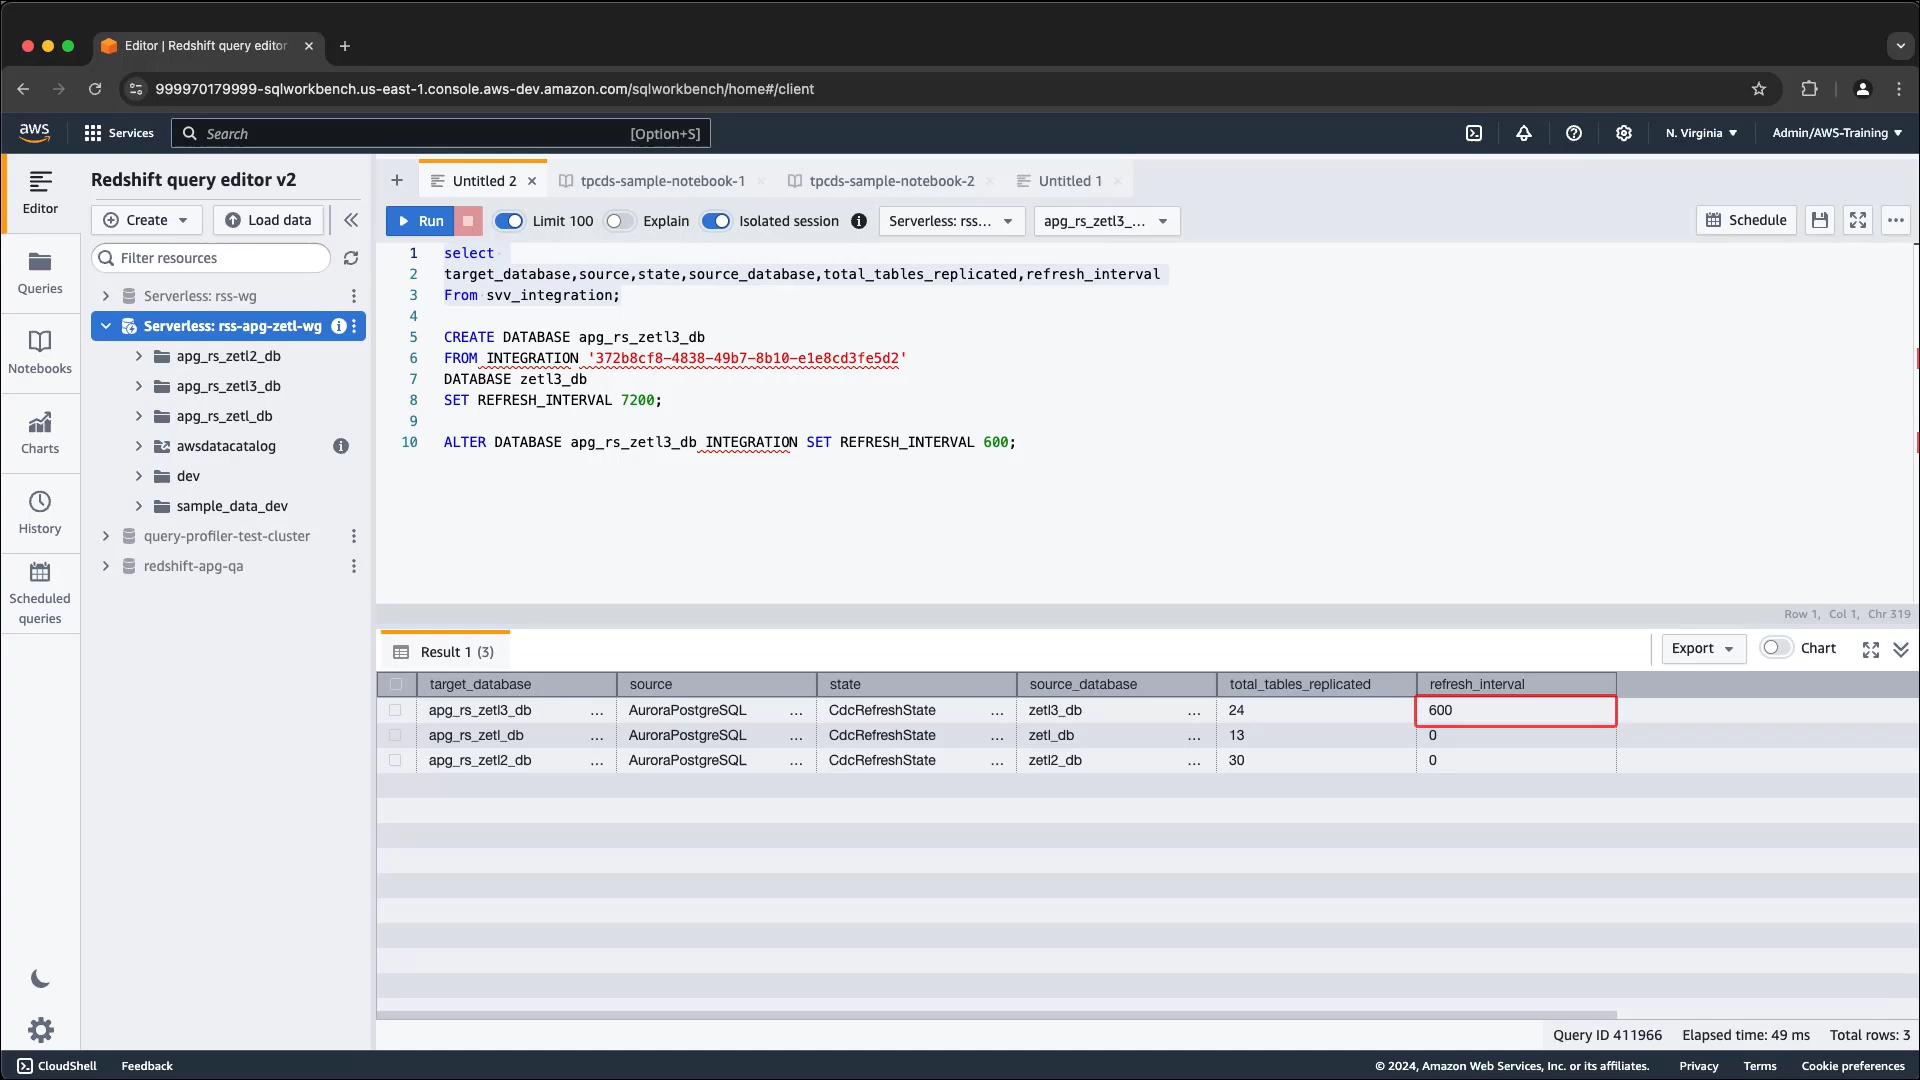 Editor | Redshift query editor
999970179999-sqlworkbench.us-east-1.console.aws-dev.amazon.com/sqlworkbench/home#/client
aws
Services
Search
[Option+S]
N. Virginia
Admin/AWS-Training
Editor
Queries
Notebooks
Charts
History
Scheduled
queries
Redshift query editor v2
Create
Load data
Filter resources
Serverless: rss-wg
Serverless: rss-apg-zetl-wg
apg_rs_zetl2_db
apg_rs_zetl3_db
apg_rs_zetl_db
awsdatacatalog
dev
sample_data_dev
query-profiler-test-cluster
redshift-apg-qa
Untitled 2
tpcds-sample-notebook-1
tpcds-sample-notebook-2
Untitled 1
Run
Limit 100
Explain
Isolated session
Serverless: rss...
apg_rs_zetl3_...
Schedule
1 select
2 target_database,source,state,source_database,total_tables_replicated,refresh_interval
3 From svv_integration;
4
5 CREATE DATABASE apg_rs_zetl3_db
6 FROM INTEGRATION '372b8cf8-4838-49b7-8b10-e1e8cd3fe5d2'
7 DATABASE zetl3_db
8 SET REFRESH_INTERVAL 7200;
9
10 ALTER DATABASE apg_rs_zetl3_db INTEGRATION SET REFRESH_INTERVAL 600;
Row 1, Col 1, Chr 319
Result 1 (3)
Export
Chart
target_database source state source_database total_tables_replicated refresh_interval
apg_rs_zetl3_db ... AuroraPostgreSQL ... CdcRefreshState ... zetl3_db ... 24 600
apg_rs_zetl_db ... AuroraPostgreSQL ... CdcRefreshState ... zetl_db ... 13 0
apg_rs_zetl2_db ... AuroraPostgreSQL ... CdcRefreshState ... zetl2_db ... 30 0
Query ID 411966 Elapsed time: 49 ms Total rows: 3
CloudShell
Feedback
© 2024, Amazon Web Services, Inc. or its affiliates.
Privacy
Terms
Cookie preferences